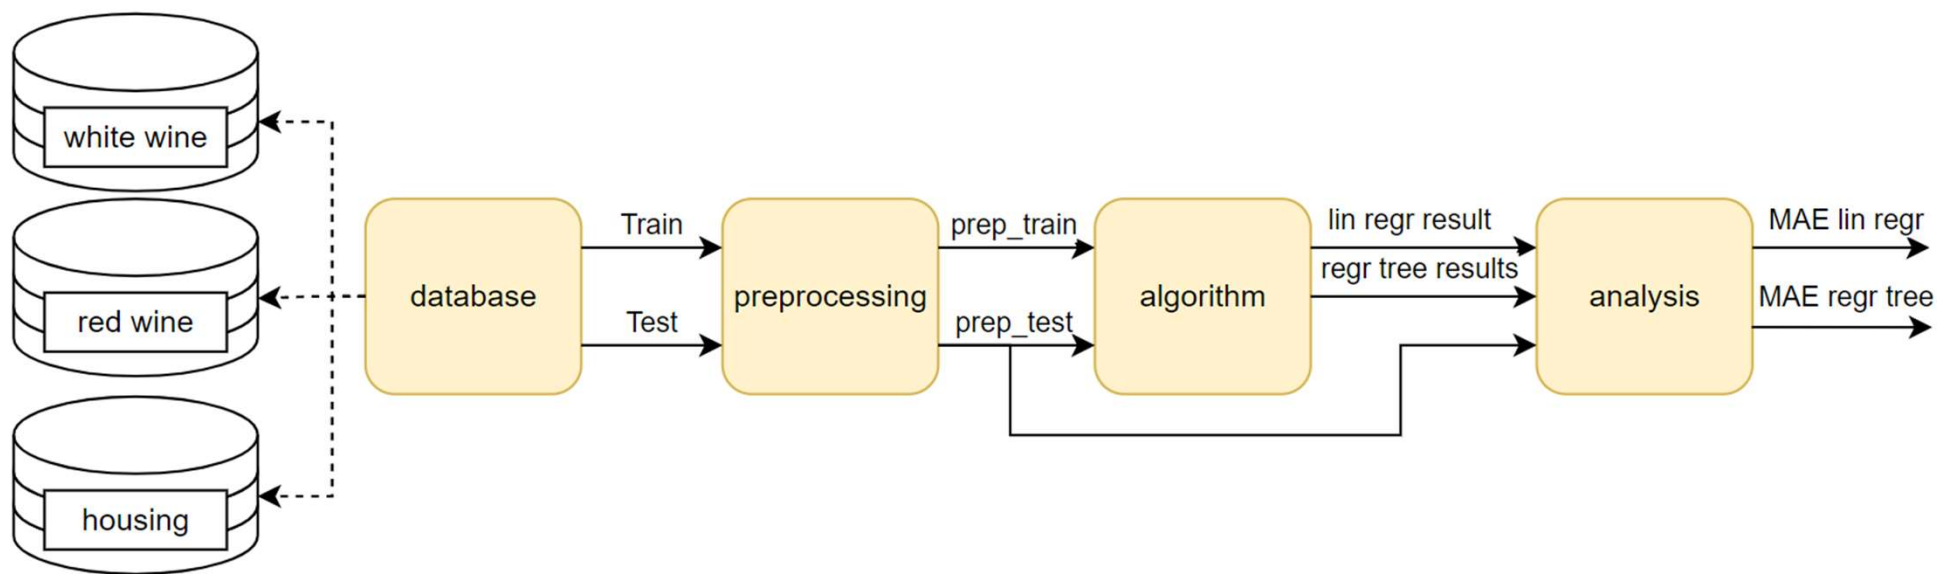 white wine
red wine
housing
database
Train
Test
preprocessing
prep_train
prep_test
algorithm
lin regr result
regr tree results
analysis
MAE lin regr
MAE regr tree